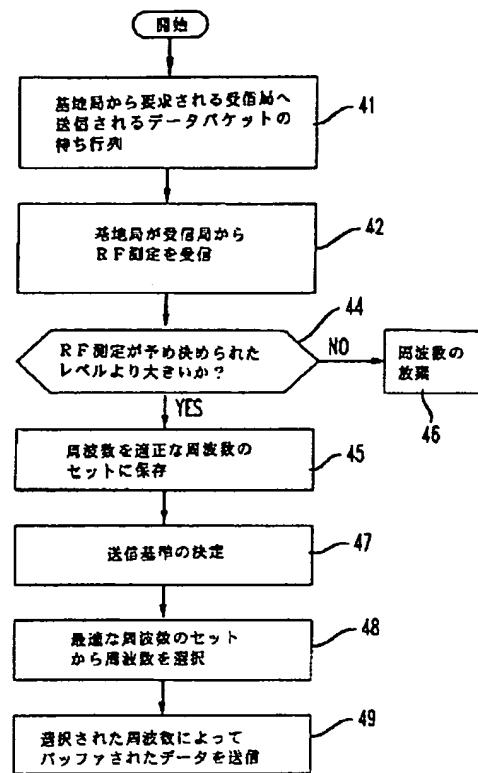 開始
基地局から要求される受信局へ
送信されるデータパケットの
待ち行列
41
基地局が受信局から
RF測定を受信
42
44
RF測定が予め決められた
レベルより大きいか?
NO
周波数の
放棄
46
YES
周波数を適正な周波数の
セットに保存
45
送信基準の決定
47
最適な周波数のセット
から周波数を選択
48
選択された周波数によって
バッファされたデータを送信
49